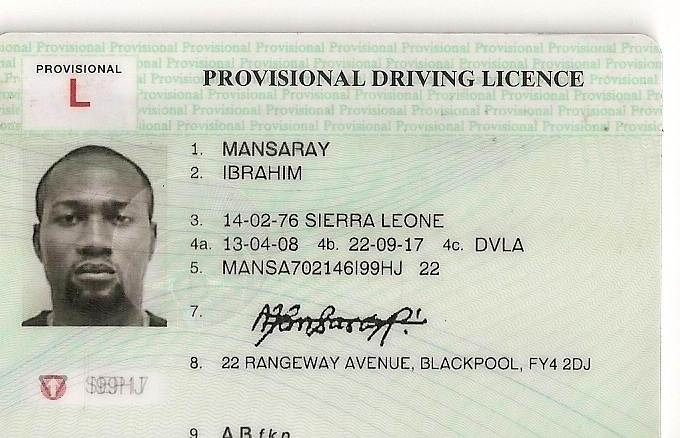 PROVISIONAL
L
PROVISIONAL DRIVING LICENCE
1. MANSARAY
2. IBRAHIM
3. 14-02-76 SIERRA LEONE
4a. 13-04-08 4b. 22-09-17 4c. DVLA
5. MANSA702146I99HJ 22
7.
8. 22 RANGEWAY AVENUE, BLACKPOOL, FY4 2DJ
9. AB fkp